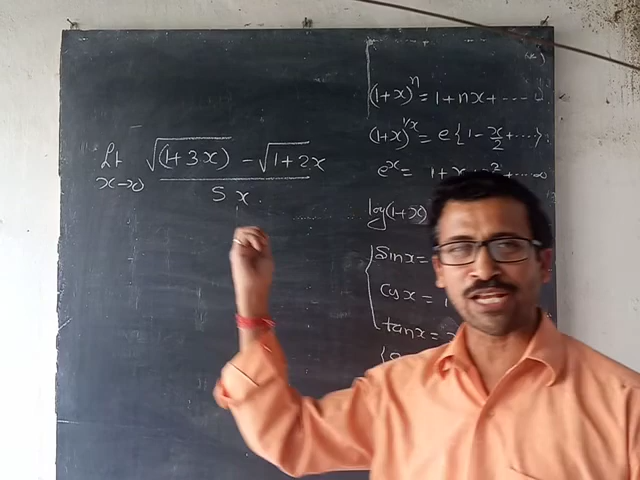 Lt √(1+3x) - √1+2x
x→0 5x
(1+x)^n = 1+nx+-----
(1+x)^1/x = e{1-x/2+...}
e^x = 1+x
log(1+x)
Sinx =
Cosx = 1
tanx =